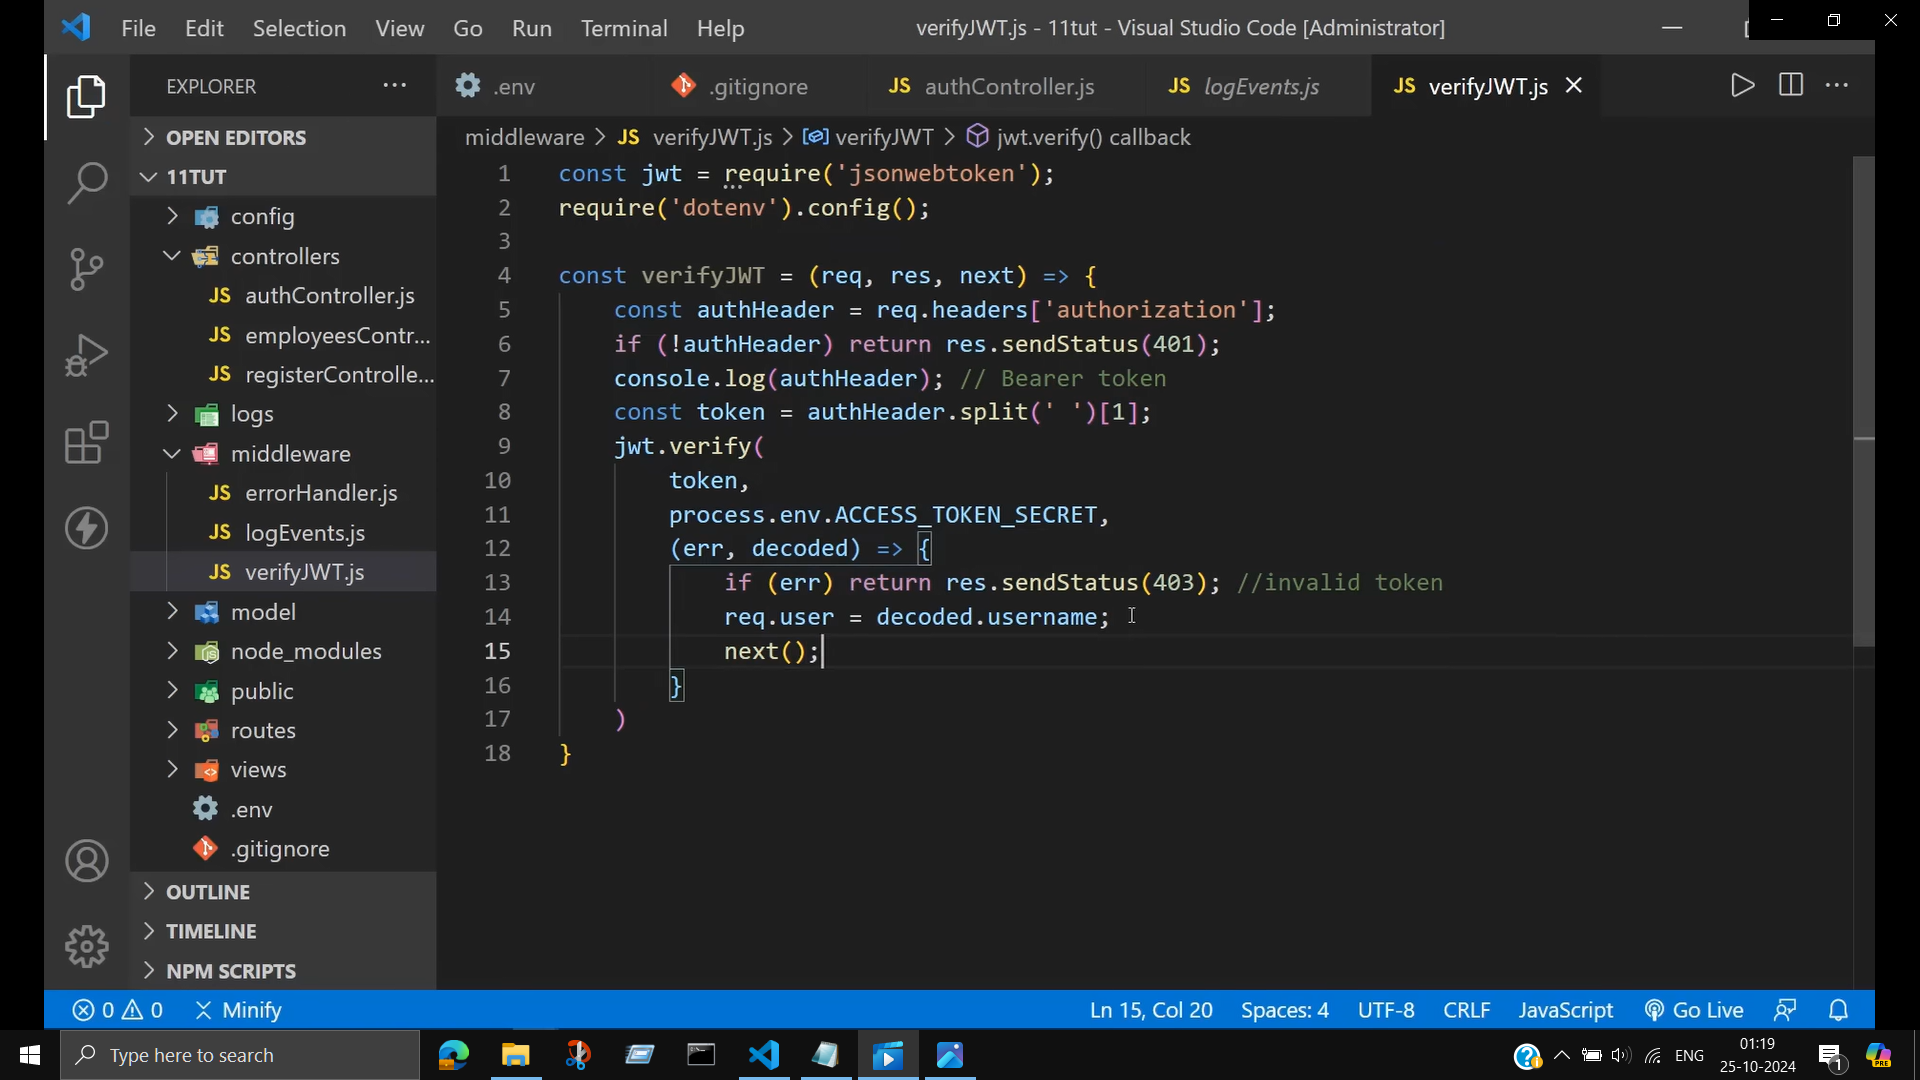 File Edit Selection View Go Run Terminal Help
verifyJWT.js - 11tut - Visual Studio Code [Administrator]
EXPLORER
.env
.gitignore
JS authController.js
JS logEvents.js
JS verifyJWT.js
OPEN EDITORS
11TUT
config
controllers
JS authController.js
JS employeesContr...
JS registerControlle...
logs
middleware
JS errorHandler.js
JS logEvents.js
JS verifyJWT.js
model
node_modules
public
routes
views
.env
.gitignore
OUTLINE
TIMELINE
NPM SCRIPTS
middleware > JS verifyJWT.js > verifyJWT > jwt.verify() callback
1 const jwt = require('jsonwebtoken');
2 require('dotenv').config();
3
4 const verifyJWT = (req, res, next) => {
5 const authHeader = req.headers['authorization'];
6 if (!authHeader) return res.sendStatus(401);
7 console.log(authHeader); // Bearer token
8 const token = authHeader.split(' ')[1];
9 jwt.verify(
10 token,
11 process.env.ACCESS_TOKEN_SECRET,
12 (err, decoded) => {
13 if (err) return res.sendStatus(403); //invalid token
14 req.user = decoded.username;
15 next();
16 }
17 )
18 }
0 0 Minify
Ln 15, Col 20 Spaces: 4 UTF-8 CRLF JavaScript Go Live
Type here to search
ENG
01:19
25-10-2024
1
PRE